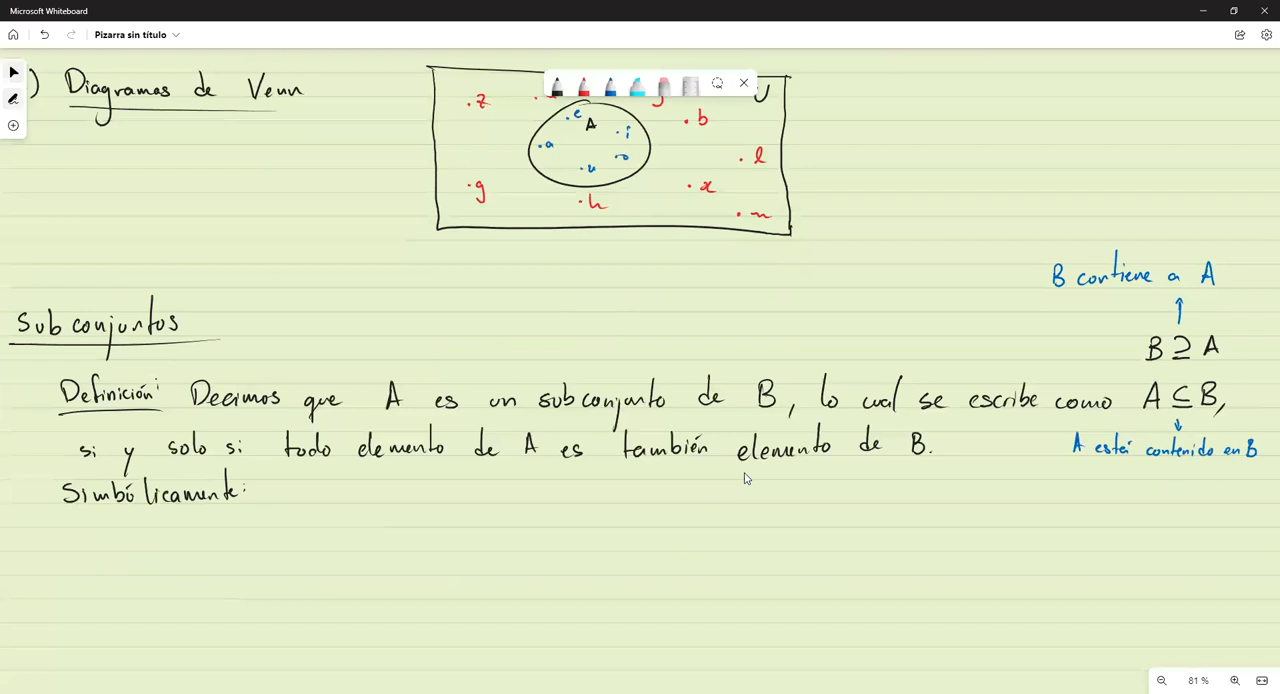 Microsoft Whiteboard
Pizarra sin título
) Diagramas de Venn
.z
.b
.e
A
.i
.a
.o
.l
.u
.g
.x
.h
.m
B contiene a A
↑
B ⊇ A
Subconjuntos
Definición: Decimos que A es un subconjunto de B, lo cual se escribe como A ⊆ B,
↓
si y solo si todo elemento de A es también elemento de B.
A está contenido en B
Simbólicamente:
81 %